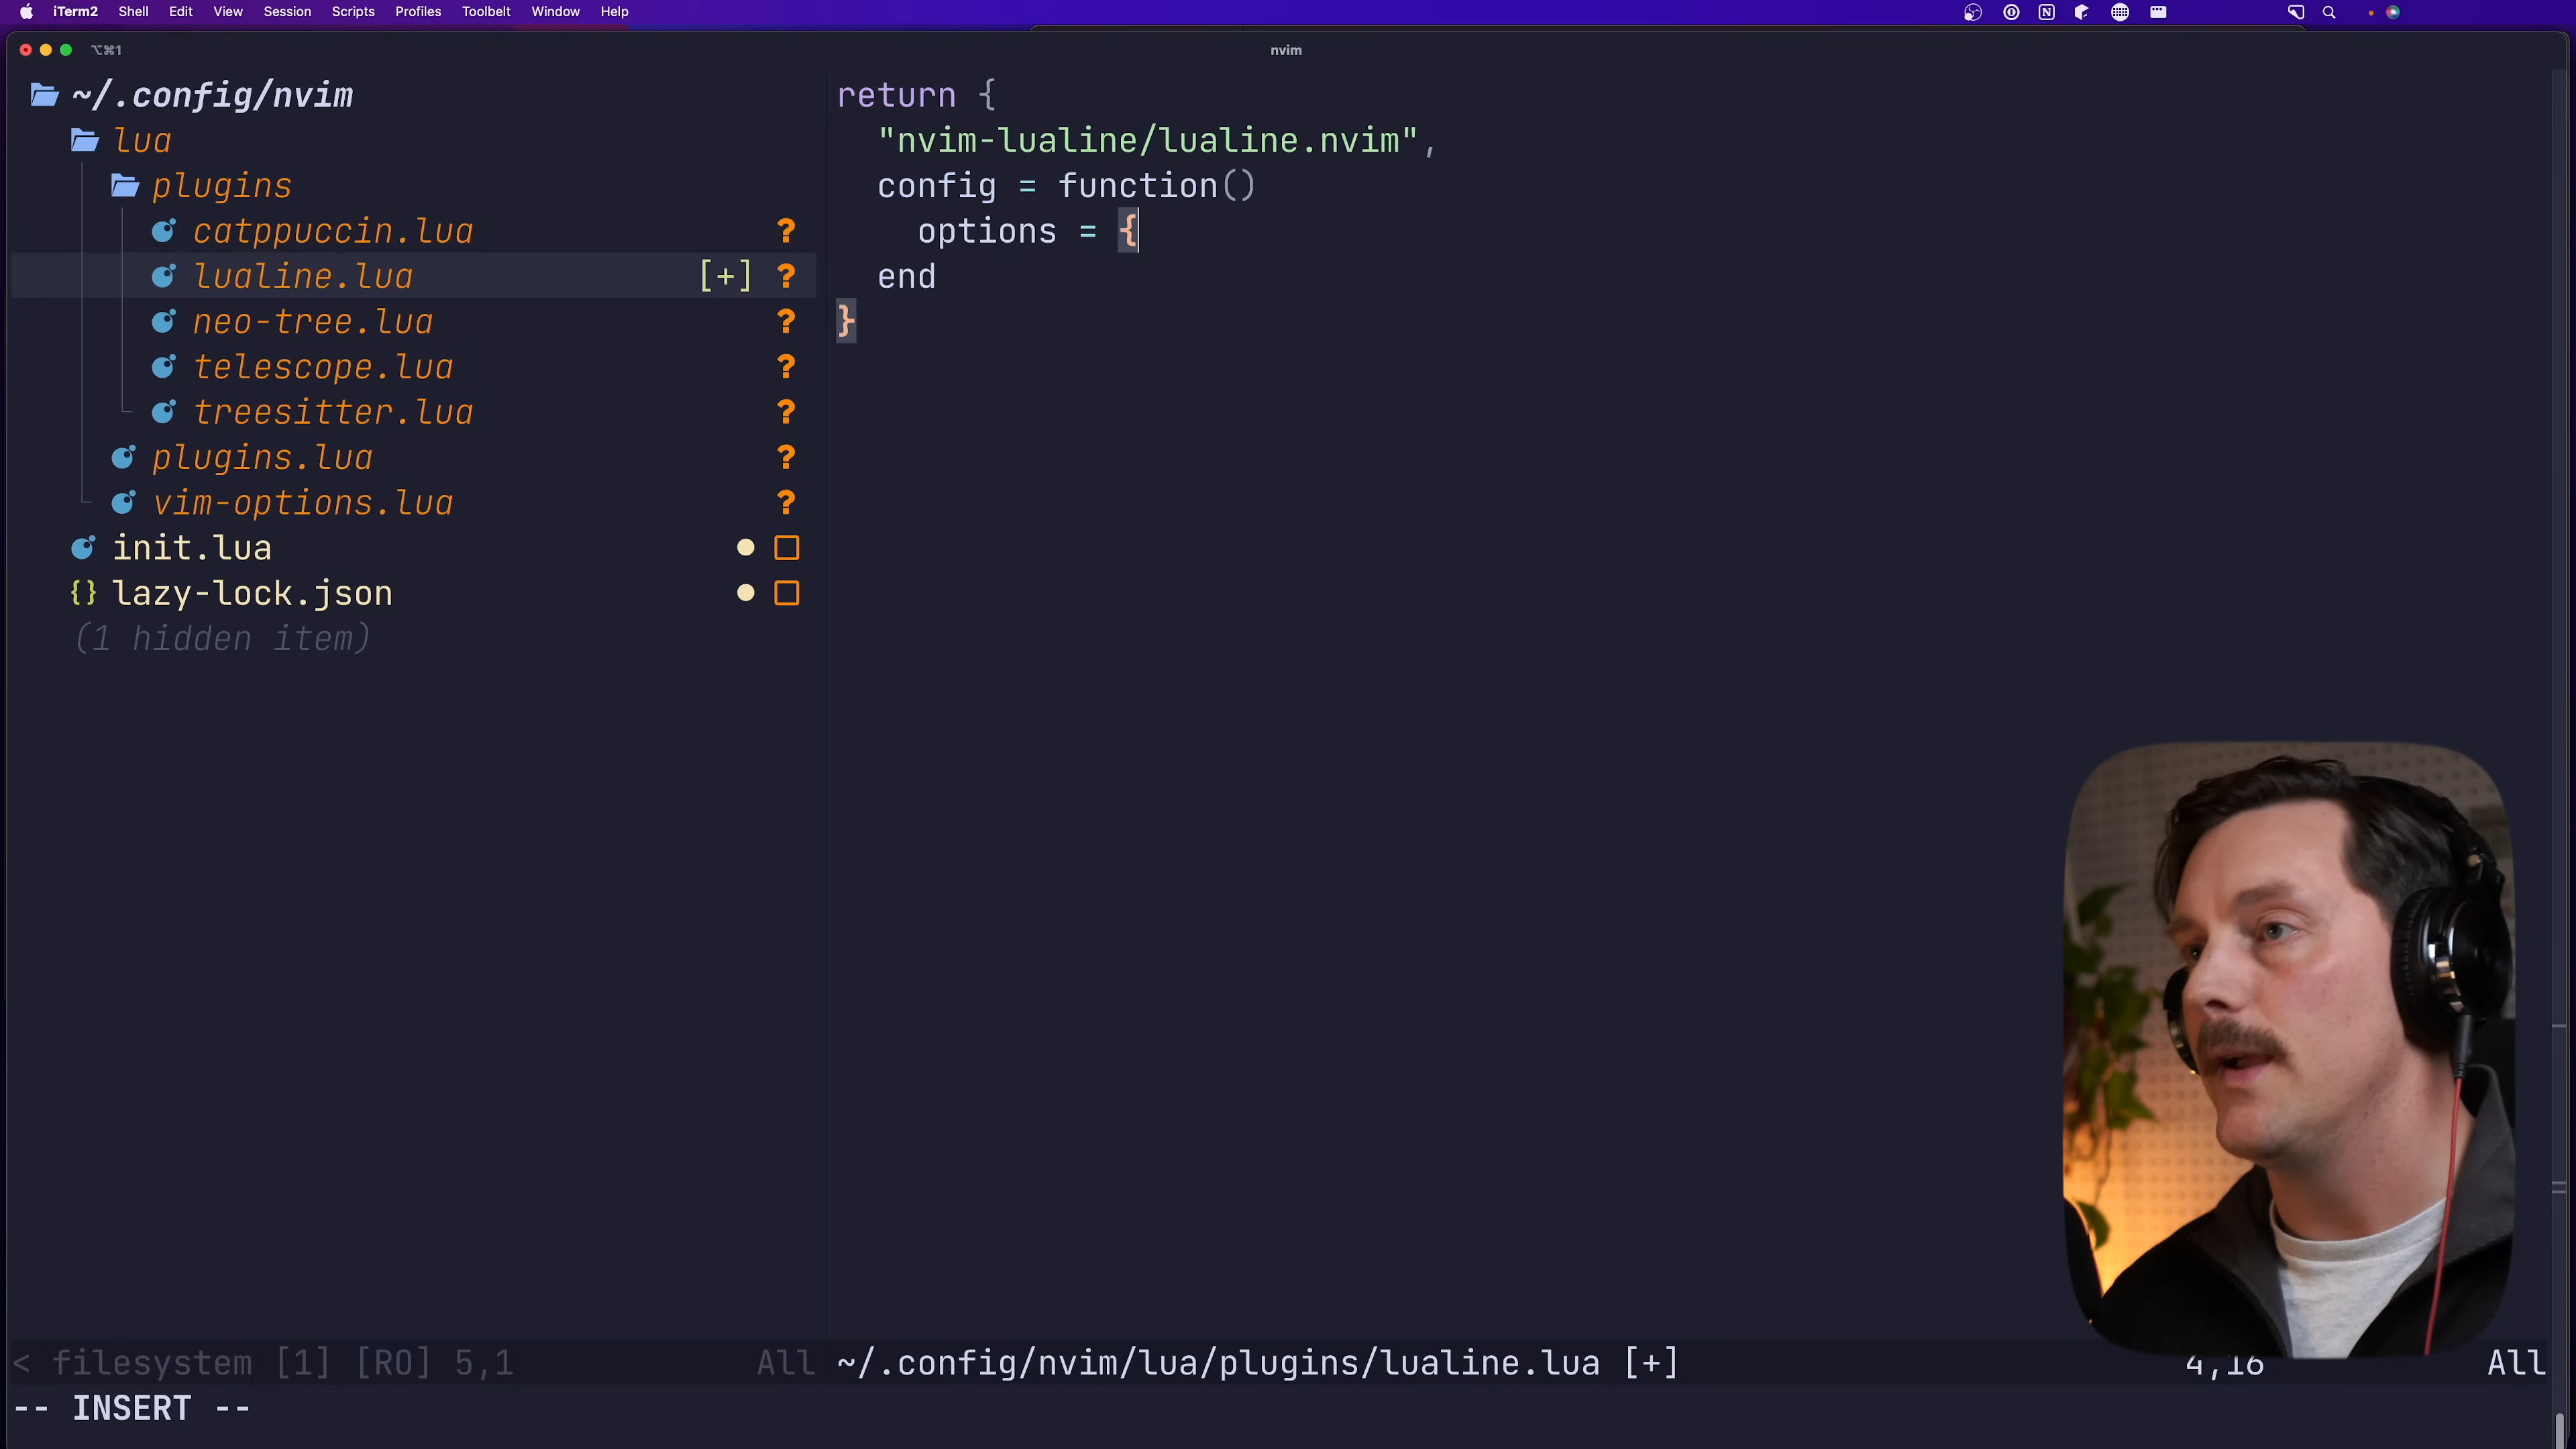 iTerm2 Shell Edit View Session Scripts Profiles Toolbelt Window Help
⌥⌘1 nvim
~/.config/nvim
lua
plugins
catppuccin.lua ?
lualine.lua [+] ?
neo-tree.lua ?
telescope.lua ?
treesitter.lua ?
plugins.lua ?
vim-options.lua ?
init.lua
{} lazy-lock.json
(1 hidden item)
return {
"nvim-lualine/lualine.nvim",
config = function()
options = {
end
}
< filesystem [1] [RO] 5,1 All
~/.config/nvim/lua/plugins/lualine.lua [+] 4,16 All
-- INSERT --